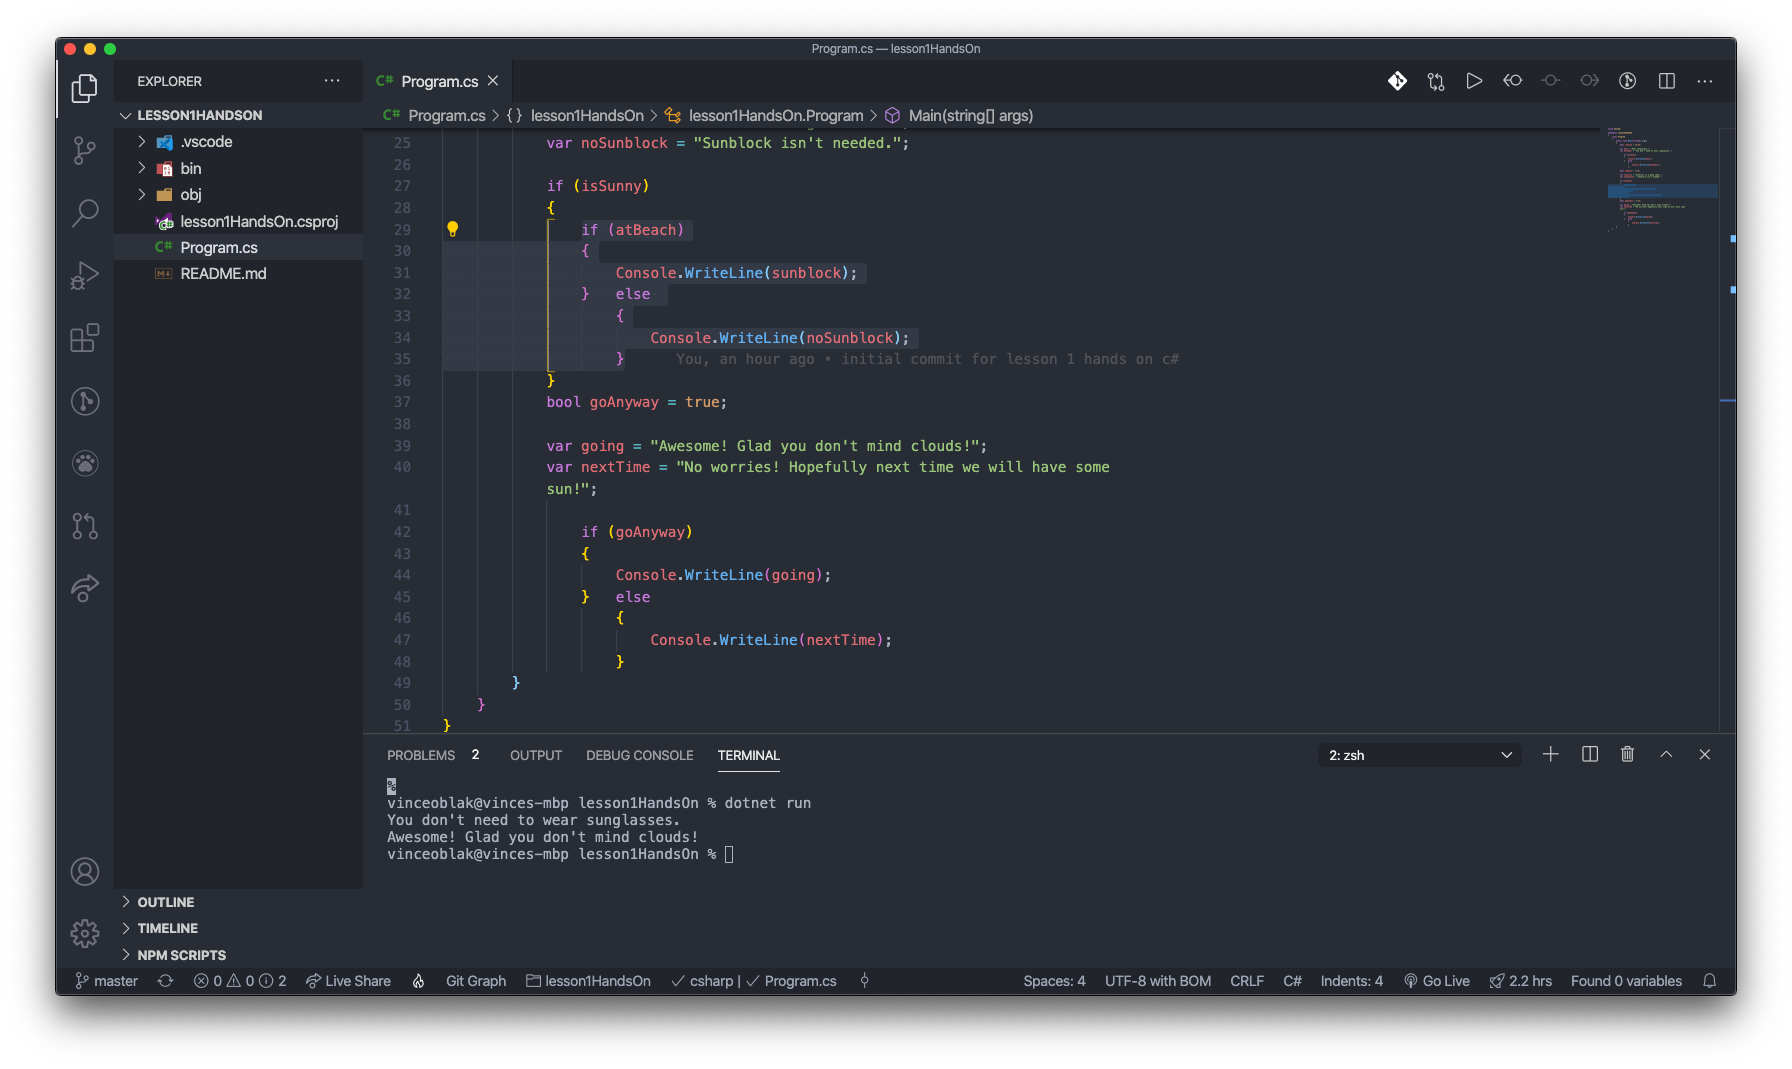 Program.cs — lesson1HandsOn
EXPLORER
LESSON1HANDSON
.vscode
bin
obj
lesson1HandsOn.csproj
C# Program.cs
README.md
OUTLINE
TIMELINE
NPM SCRIPTS
C# Program.cs
C# Program.cs > {} lesson1HandsOn > lesson1HandsOn.Program > Main(string[] args)
25 var noSunblock = "Sunblock isn't needed.";
26
27 if (isSunny)
28 {
29 if (atBeach)
30 {
31 Console.WriteLine(sunblock);
32 } else
33 {
34 Console.WriteLine(noSunblock);
35 } You, an hour ago • initial commit for lesson 1 hands on c#
36 }
37 bool goAnyway = true;
38
39 var going = "Awesome! Glad you don't mind clouds!";
40 var nextTime = "No worries! Hopefully next time we will have some
sun!";
41
42 if (goAnyway)
43 {
44 Console.WriteLine(going);
45 } else
46 {
47 Console.WriteLine(nextTime);
48 }
49 }
50 }
51 }
PROBLEMS 2 OUTPUT DEBUG CONSOLE TERMINAL 2: zsh
%
vinceoblak@vinces-mbp lesson1HandsOn % dotnet run
You don't need to wear sunglasses.
Awesome! Glad you don't mind clouds!
vinceoblak@vinces-mbp lesson1HandsOn %
master 0 0 2 Live Share Git Graph lesson1HandsOn csharp | Program.cs Spaces: 4 UTF-8 with BOM CRLF C# Indents: 4 Go Live 2.2 hrs Found 0 variables